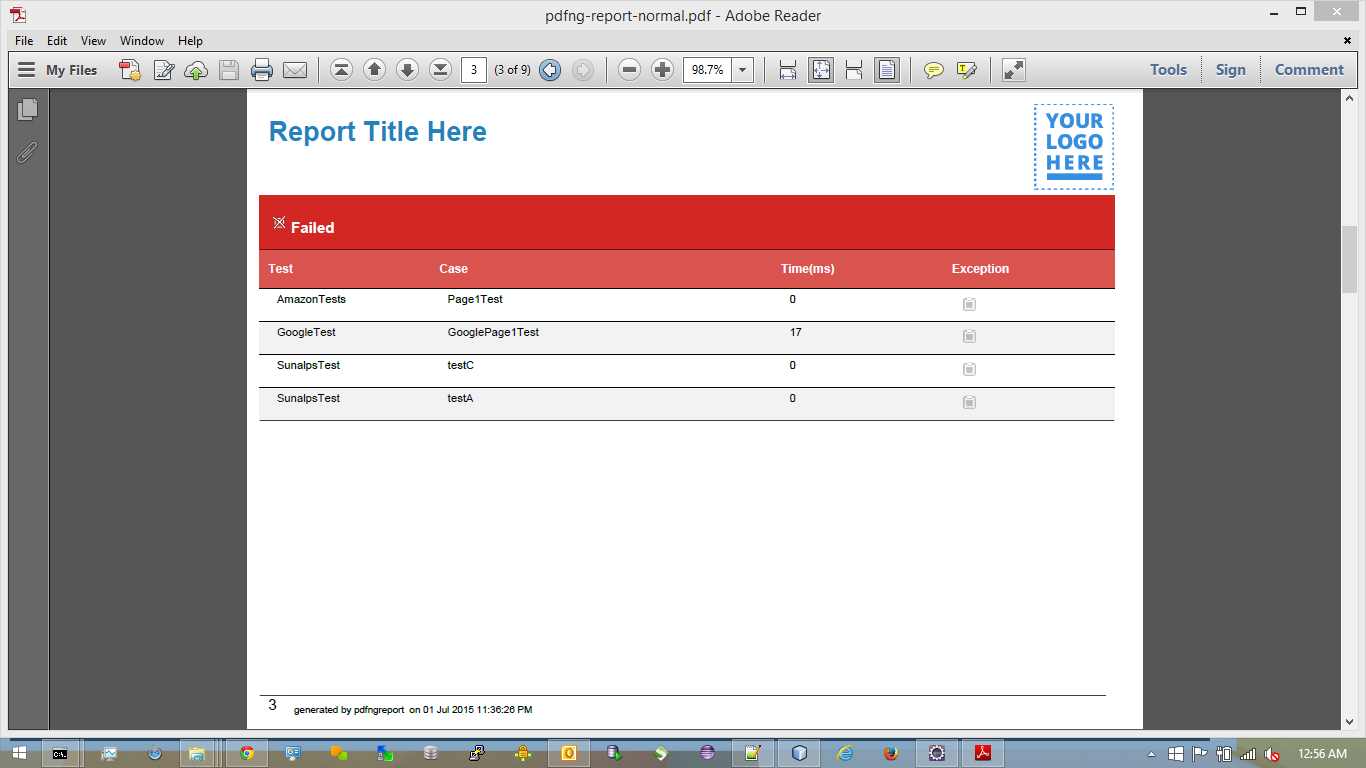 pdfng-report-normal.pdf - Adobe Reader
File Edit View Window Help
My Files 3 (3 of 9) 98.7% Tools Sign Comment
Report Title Here
YOUR
LOGO
HERE
Failed
Test Case Time(ms) Exception
AmazonTests Page1Test 0
GoogleTest GooglePage1Test 17
SunalpsTest testC 0
SunalpsTest testA 0
3 generated by pdfngreport on 01 Jul 2015 11:36:26 PM
12:56 AM